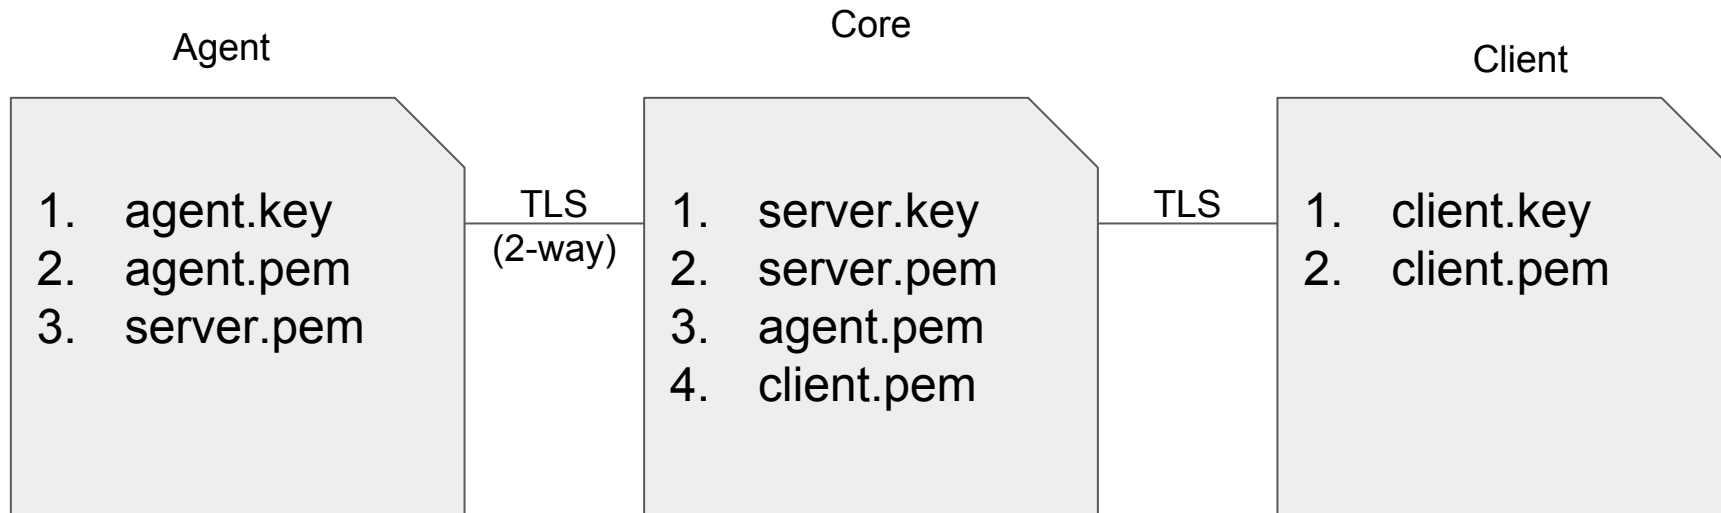 Agent
1. agent.key
2. agent.pem
3. server.pem
TLS
(2-way)
Core
1. server.key
2. server.pem
3. agent.pem
4. client.pem
TLS
Client
1. client.key
2. client.pem